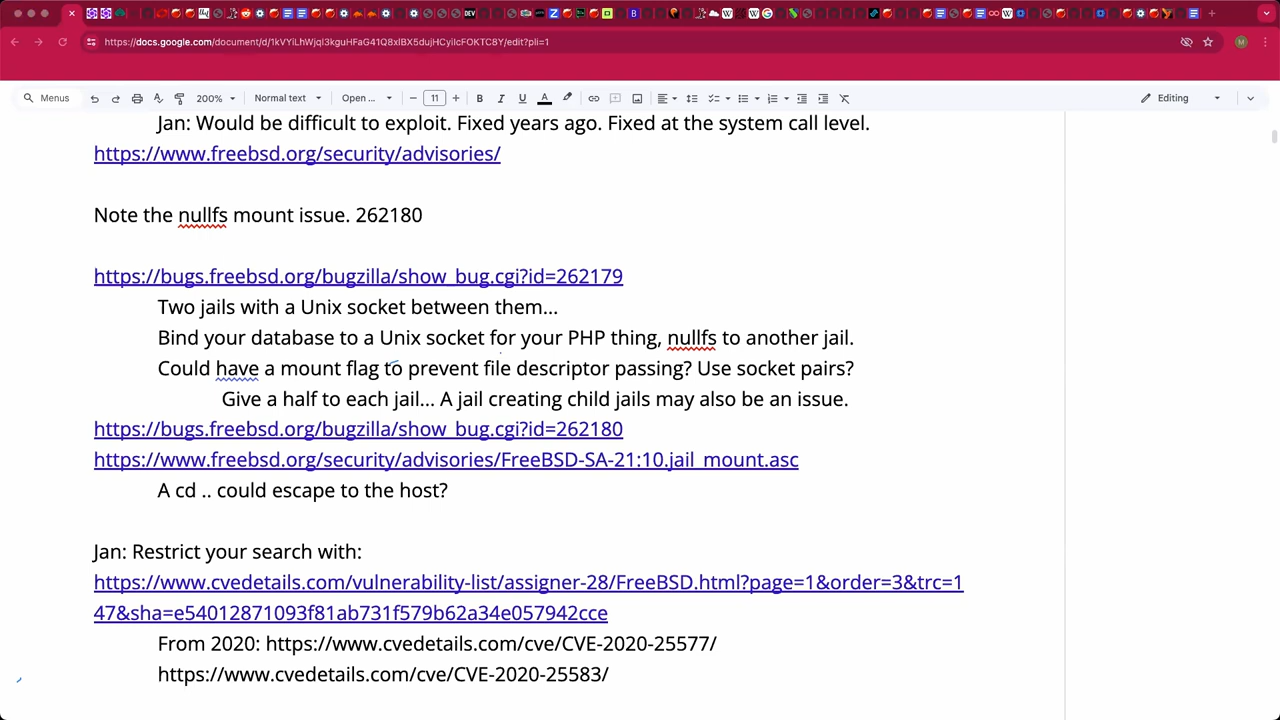 https://docs.google.com/document/d/1kVYiLhWjql3kguHFaG41Q8xlBX5dujHCyiIcFOKTC8Y/edit?pli=1
M
Menus
200%
Normal text
Open ...
11
Editing
Jan: Would be difficult to exploit. Fixed years ago. Fixed at the system call level.
https://www.freebsd.org/security/advisories/
Note the nullfs mount issue. 262180
https://bugs.freebsd.org/bugzilla/show_bug.cgi?id=262179
Two jails with a Unix socket between them...
Bind your database to a Unix socket for your PHP thing, nullfs to another jail.
Could have a mount flag to prevent file descriptor passing? Use socket pairs?
Give a half to each jail... A jail creating child jails may also be an issue.
https://bugs.freebsd.org/bugzilla/show_bug.cgi?id=262180
https://www.freebsd.org/security/advisories/FreeBSD-SA-21:10.jail_mount.asc
A cd .. could escape to the host?
Jan: Restrict your search with:
https://www.cvedetails.com/vulnerability-list/assigner-28/FreeBSD.html?page=1&order=3&trc=1
47&sha=e54012871093f81ab731f579b62a34e057942cce
From 2020: https://www.cvedetails.com/cve/CVE-2020-25577/
https://www.cvedetails.com/cve/CVE-2020-25583/